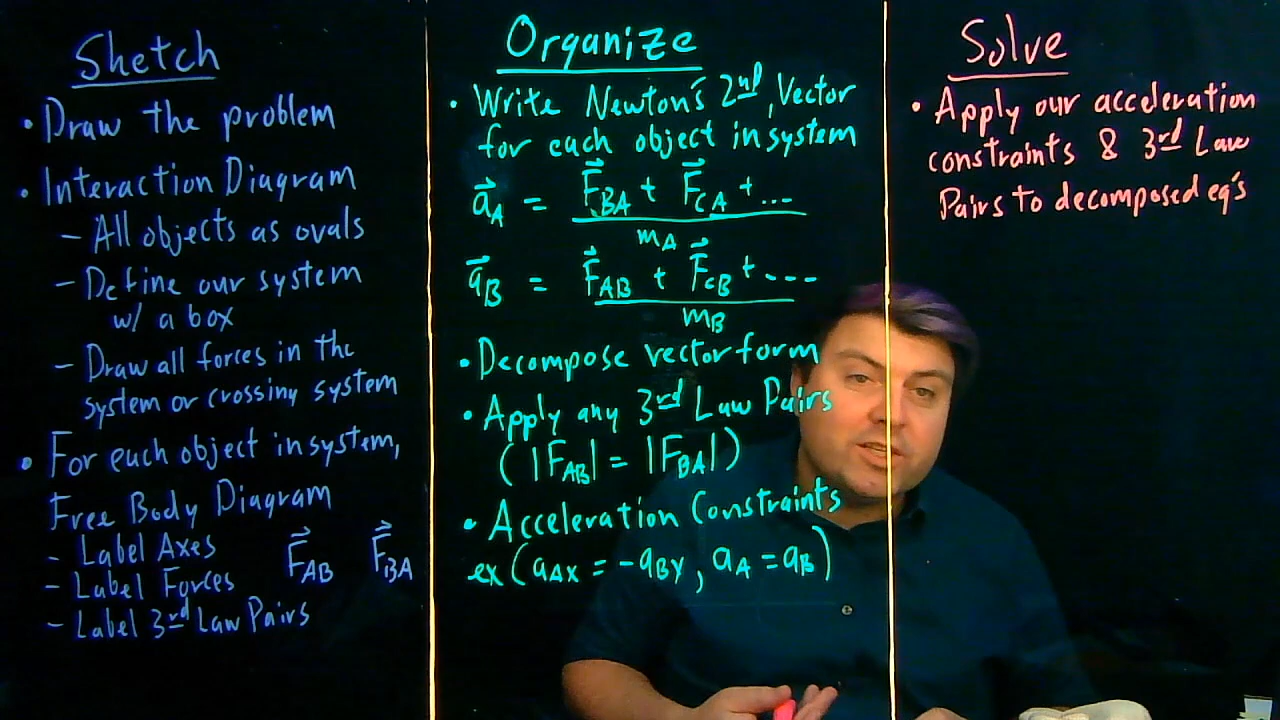 Sketch
• Draw the problem
• Interaction Diagram
- All objects as ovals
- Define our system
w/ a box
- Draw all forces in the
system or crossing system
• For each object in system,
Free Body Diagram
- Label Axes
- Label Forces
- Label 3rd Law Pairs
F⃗AB F⃗BA
Organize
• Write Newton's 2nd, Vector
for each object in system
a⃗A = F⃗BA + F⃗CA + ...
mA
a⃗B = F⃗AB + F⃗CB + ...
mB
• Decompose vector form
• Apply any 3rd Law Pairs
(|FAB| = |FBA|)
• Acceleration Constraints
ex (aAX = -aBY, aA = aB)
Solve
• Apply our acceleration
constraints & 3rd Law
Pairs to decomposed eq's